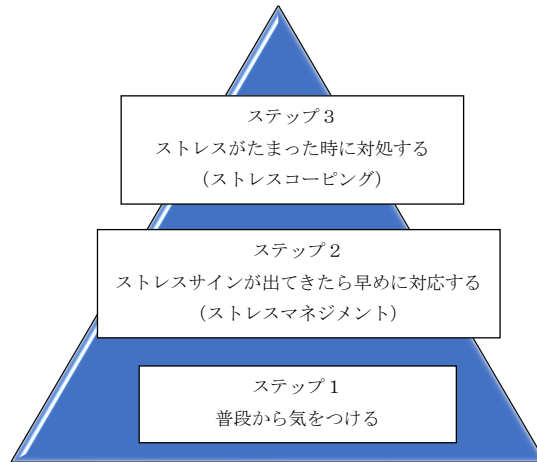 ステップ３
ストレスがたまった時に対処する
（ストレスコーピング）
ステップ２
ストレスサインが出てきたら早めに対応する
（ストレスマネジメント）
ステップ１
普段から気をつける